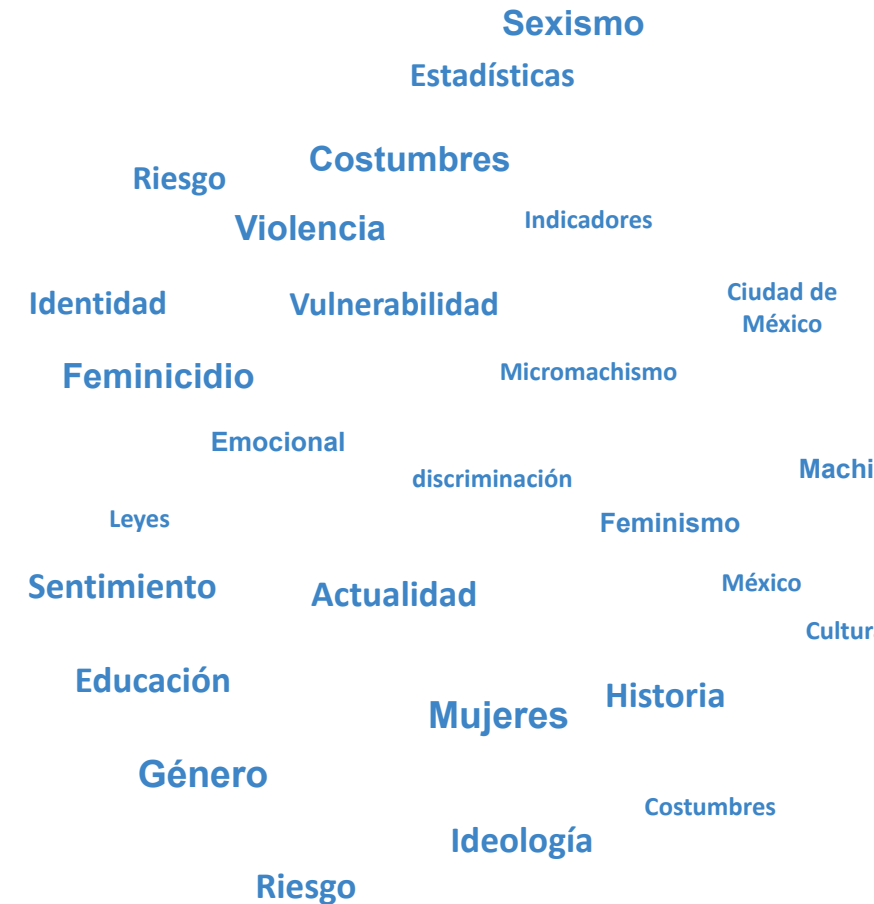 Sexismo
Estadísticas
Costumbres
Riesgo
Violencia
Indicadores
Identidad
Vulnerabilidad
Ciudad de
México
Feminicidio
Micromachismo
Emocional
discriminación
Machi
Leyes
Feminismo
Sentimiento
Actualidad
México
Cultur
Educación
Historia
Mujeres
Género
Costumbres
Ideología
Riesgo